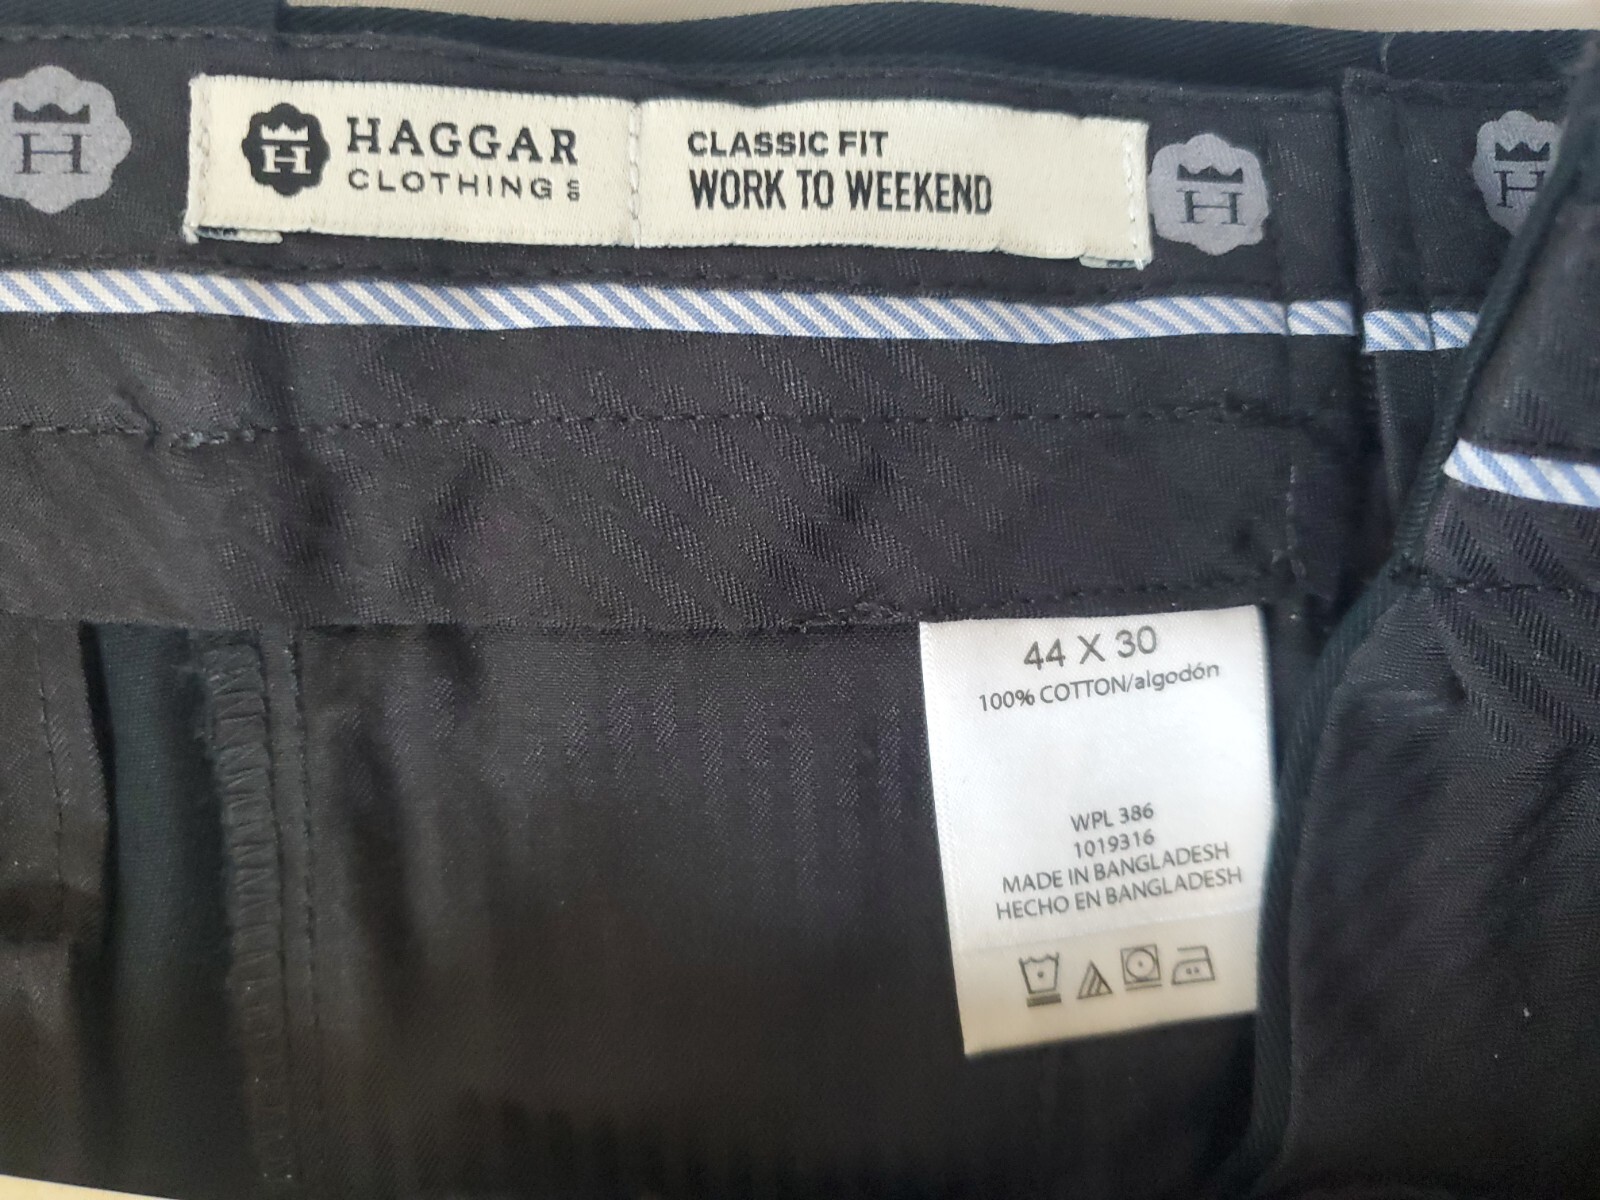 H
HAGGAR
CLOTHING CO
H
CLASSIC FIT
WORK TO WEEKEND
H
H
44 X 30
100% COTTON/algodón
WPL 386
1019316
MADE IN BANGLADESH
HECHO EN BANGLADESH